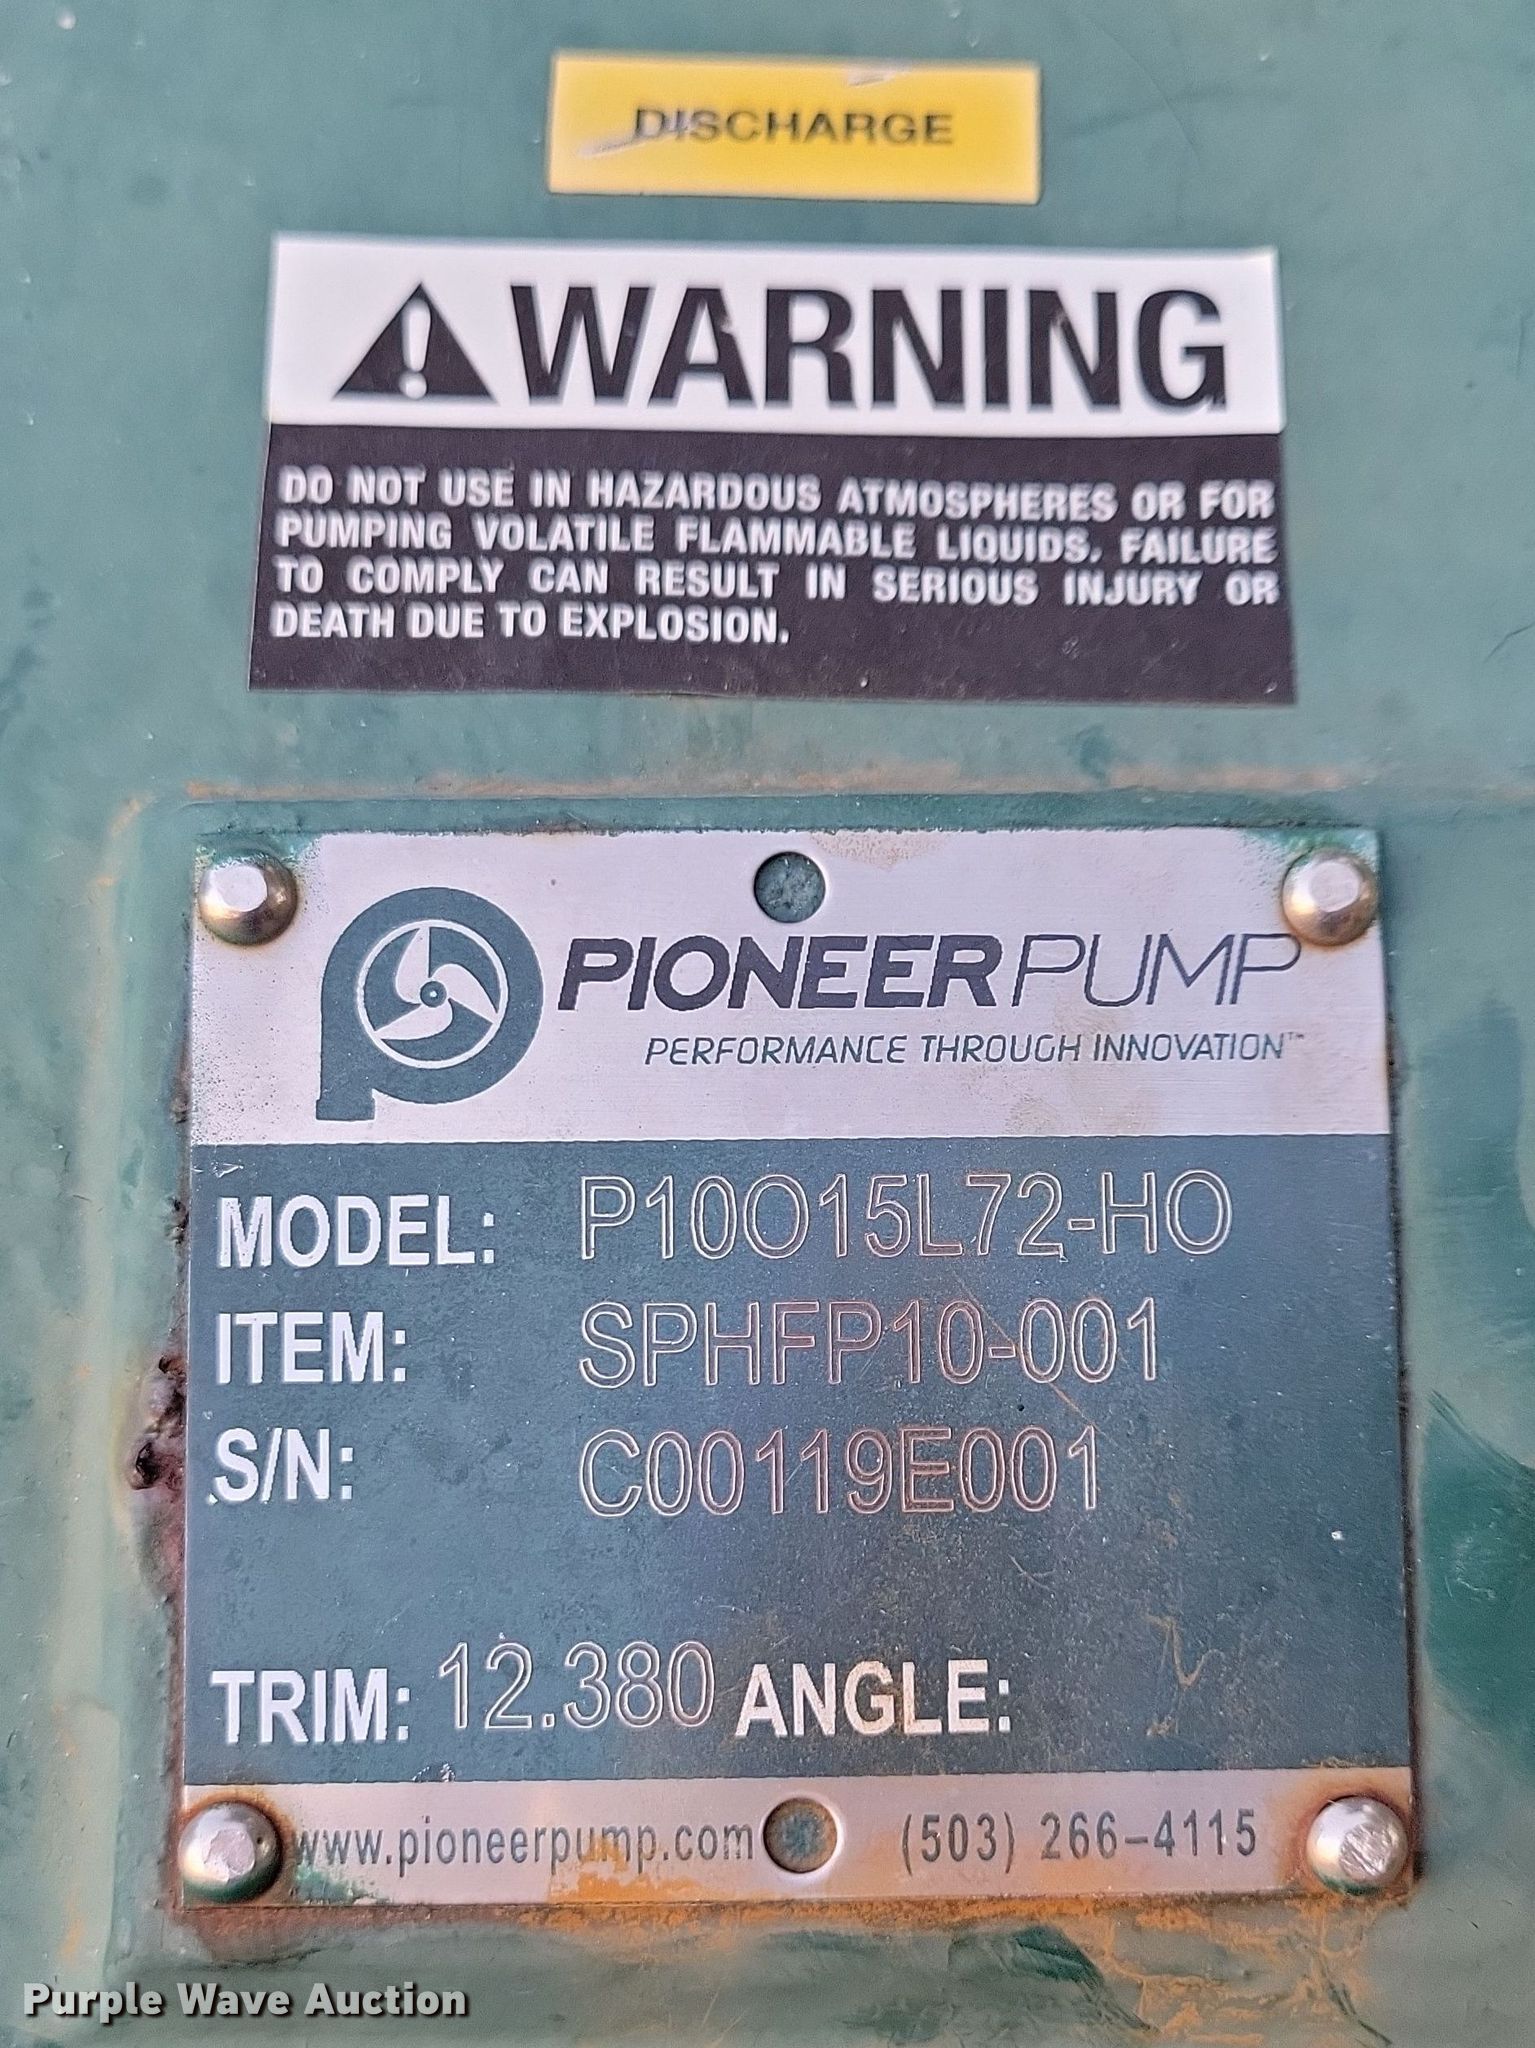 DISCHARGE
WARNING
DO NOT USE IN HAZARDOUS ATMOSPHERES OR FOR
PUMPING VOLATILE FLAMMABLE LIQUIDS. FAILURE
TO COMPLY CAN RESULT IN SERIOUS INJURY OR
DEATH DUE TO EXPLOSION.
PIONEERPUMP
PERFORMANCE THROUGH INNOVATION™
MODEL: P10O15L72-HO
ITEM: SPHFP10-001
S/N: C00119E001
TRIM: 12.380 ANGLE:
www.pioneerpump.com (503) 266-4115
Purple Wave Auction